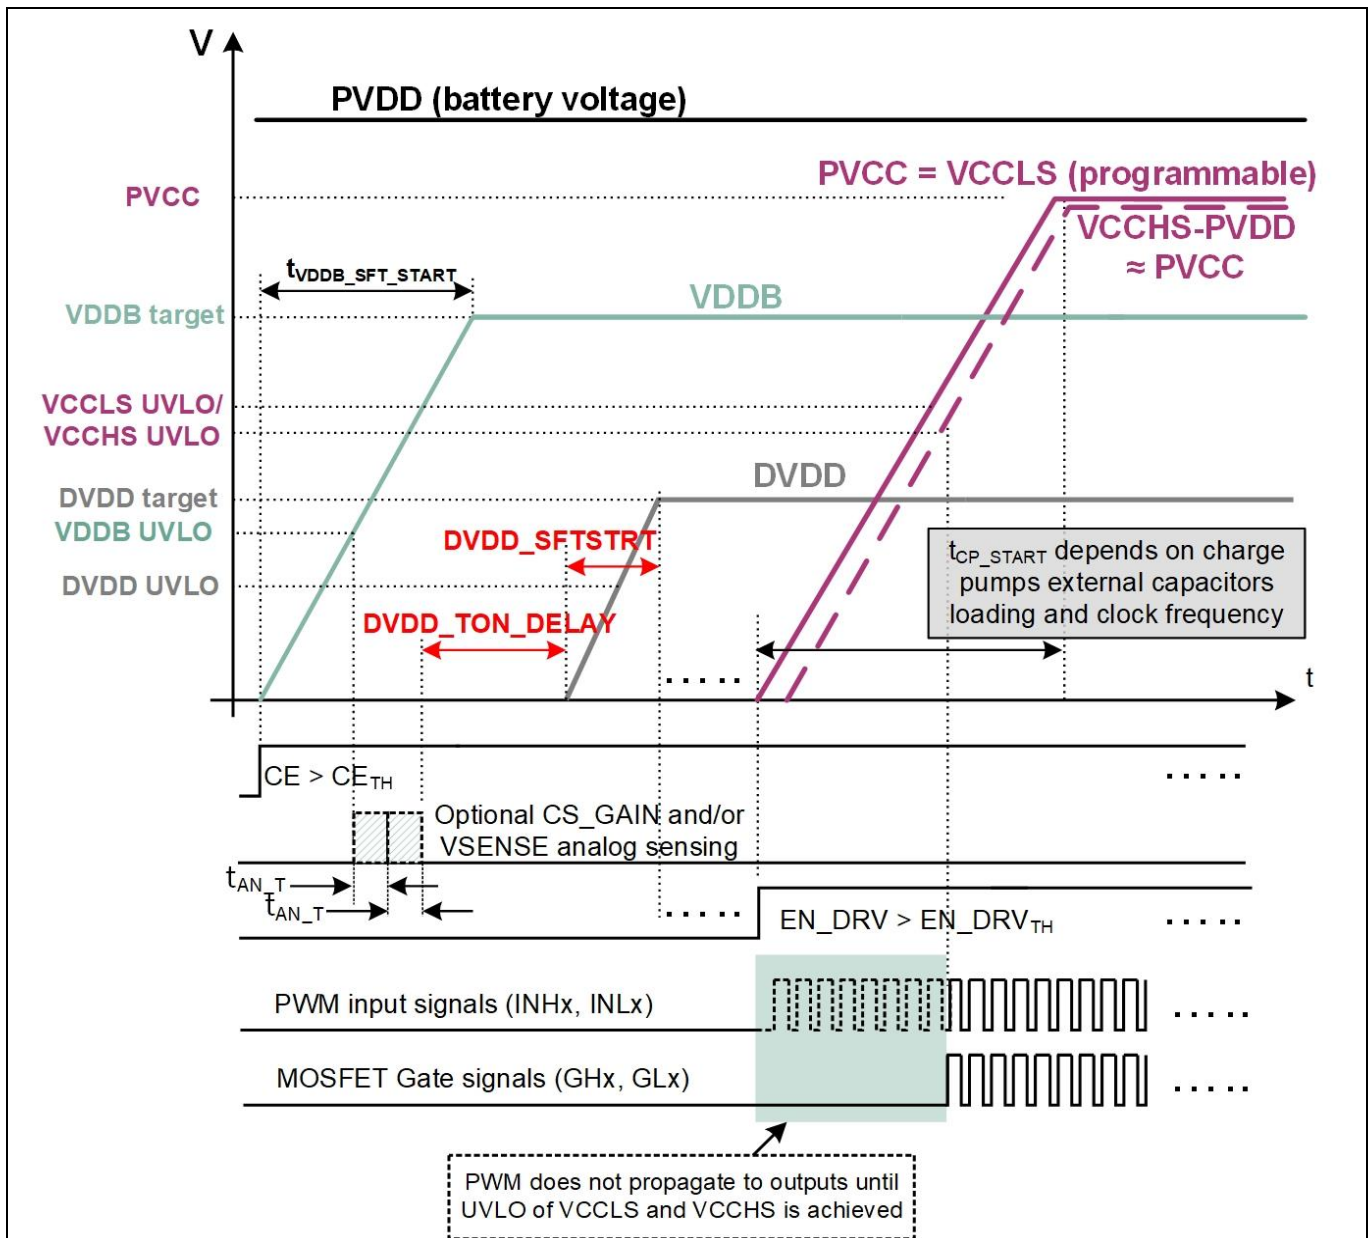 V
PVDD (battery voltage)
PVCC
PVCC = VCCLS (programmable)
VCCHS-PVDD
≈ PVCC
tVDDB_SFT_START
VDDB target
VDDB
VCCLS UVLO/
VCCHS UVLO
DVDD target
DVDD
VDDB UVLO
DVDD_SFTSTRT
DVDD UVLO
DVDD_TON_DELAY
tCP_START depends on charge
pumps external capacitors
loading and clock frequency
.....
t
CE > CETH
.....
Optional CS_GAIN and/or
VSENSE analog sensing
tAN_T
tAN_T
.....
EN_DRV > EN_DRVTH
.....
PWM input signals (INHx, INLx)
.....
MOSFET Gate signals (GHx, GLx)
.....
PWM does not propagate to outputs until
UVLO of VCCLS and VCCHS is achieved